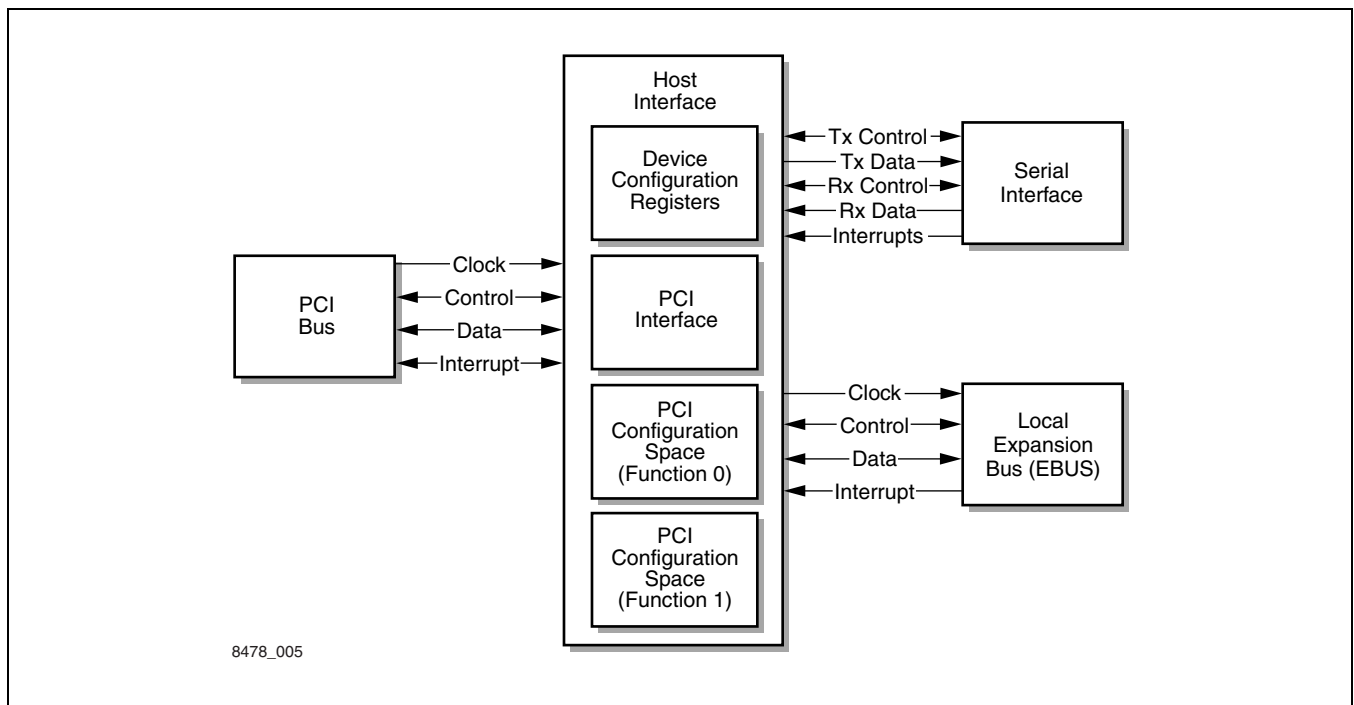 Host
Interface
Device
Configuration
Registers
PCI
Interface
PCI
Configuration
Space
(Function 0)
PCI
Configuration
Space
(Function 1)
PCI
Bus
Clock
Control
Data
Interrupt
Tx Control
Tx Data
Rx Control
Rx Data
Interrupts
Serial
Interface
Clock
Control
Data
Interrupt
Local
Expansion
Bus (EBUS)
8478_005